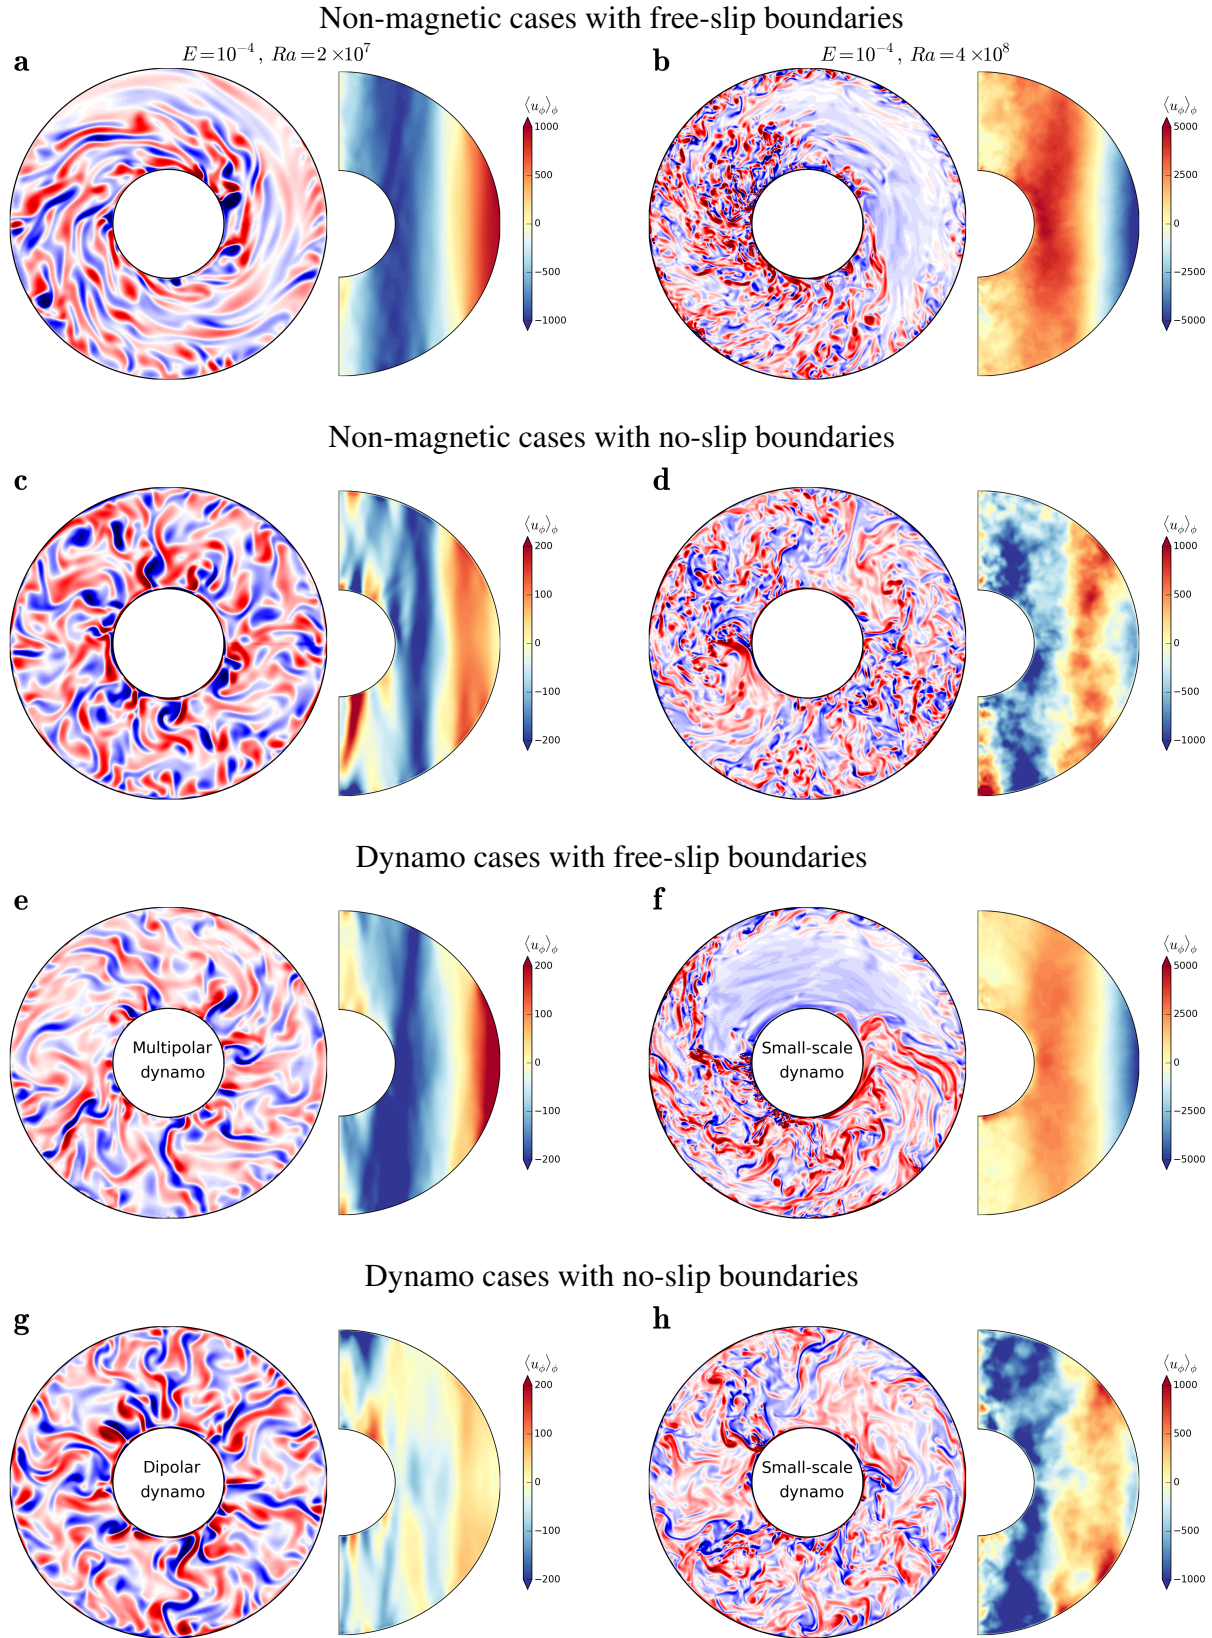 Non-magnetic cases with free-slip boundaries
a
E=10⁻⁴ , Ra=2×10⁷
⟨u_ϕ⟩_ϕ
1000
500
0
−500
−1000
b
E=10⁻⁴ , Ra=4×10⁸
⟨u_ϕ⟩_ϕ
5000
2500
0
−2500
−5000
Non-magnetic cases with no-slip boundaries
c
⟨u_ϕ⟩_ϕ
200
100
0
−100
−200
d
⟨u_ϕ⟩_ϕ
1000
500
0
−500
−1000
Dynamo cases with free-slip boundaries
e
Multipolar
dynamo
⟨u_ϕ⟩_ϕ
200
100
0
−100
−200
f
Small-scale
dynamo
⟨u_ϕ⟩_ϕ
5000
2500
0
−2500
−5000
Dynamo cases with no-slip boundaries
g
Dipolar
dynamo
⟨u_ϕ⟩_ϕ
200
100
0
−100
−200
h
Small-scale
dynamo
⟨u_ϕ⟩_ϕ
1000
500
0
−500
−1000